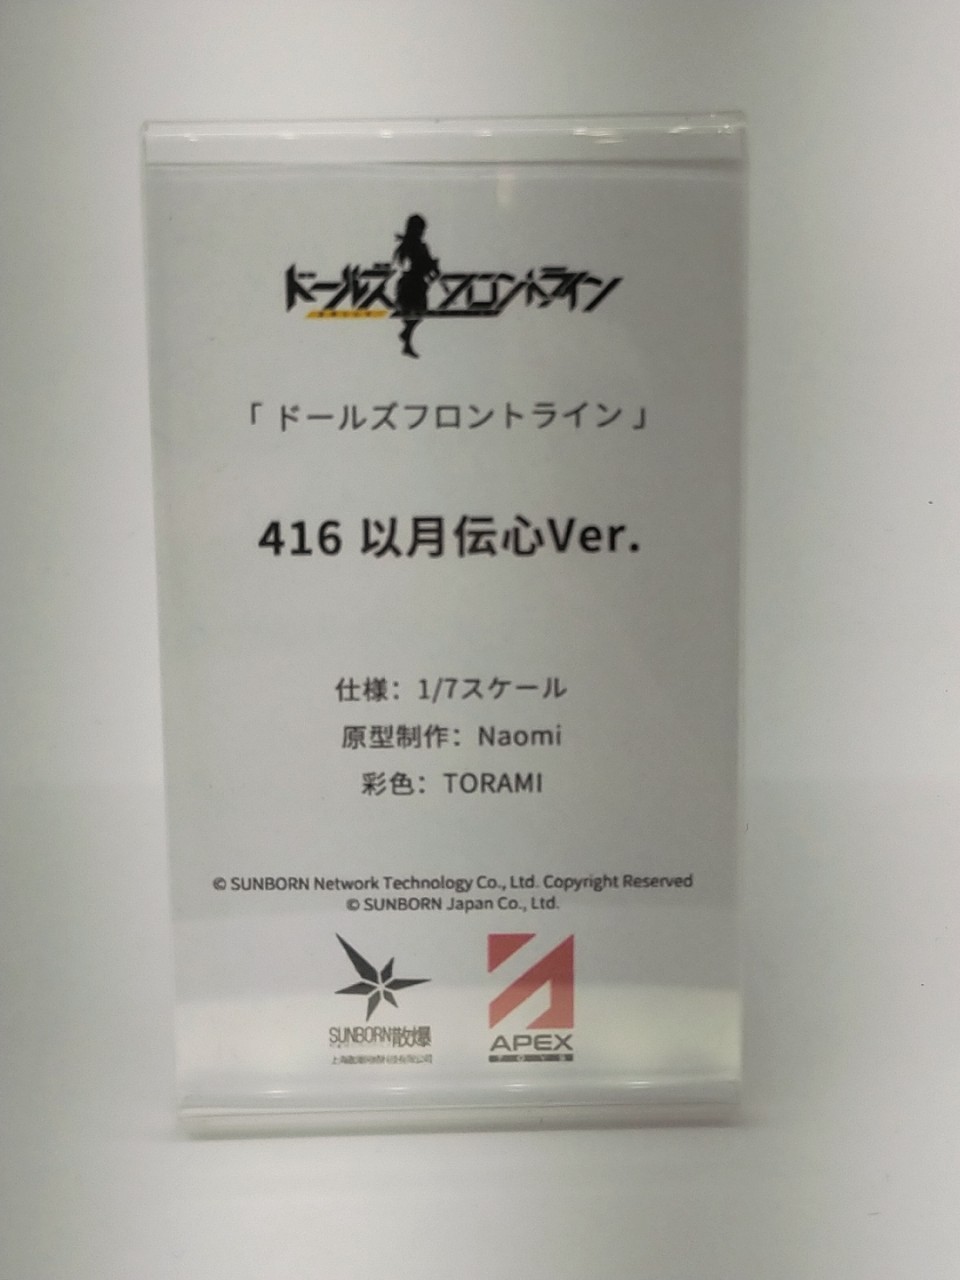 ドールズフロントライン
「 ドールズフロントライン 」
416 以月伝心Ver.
仕様：1/7スケール
原型制作：Naomi
彩色：TORAMI
© SUNBORN Network Technology Co., Ltd. Copyright Reserved
© SUNBORN Japan Co., Ltd.
SUNBORN散爆
APEX
TOYS